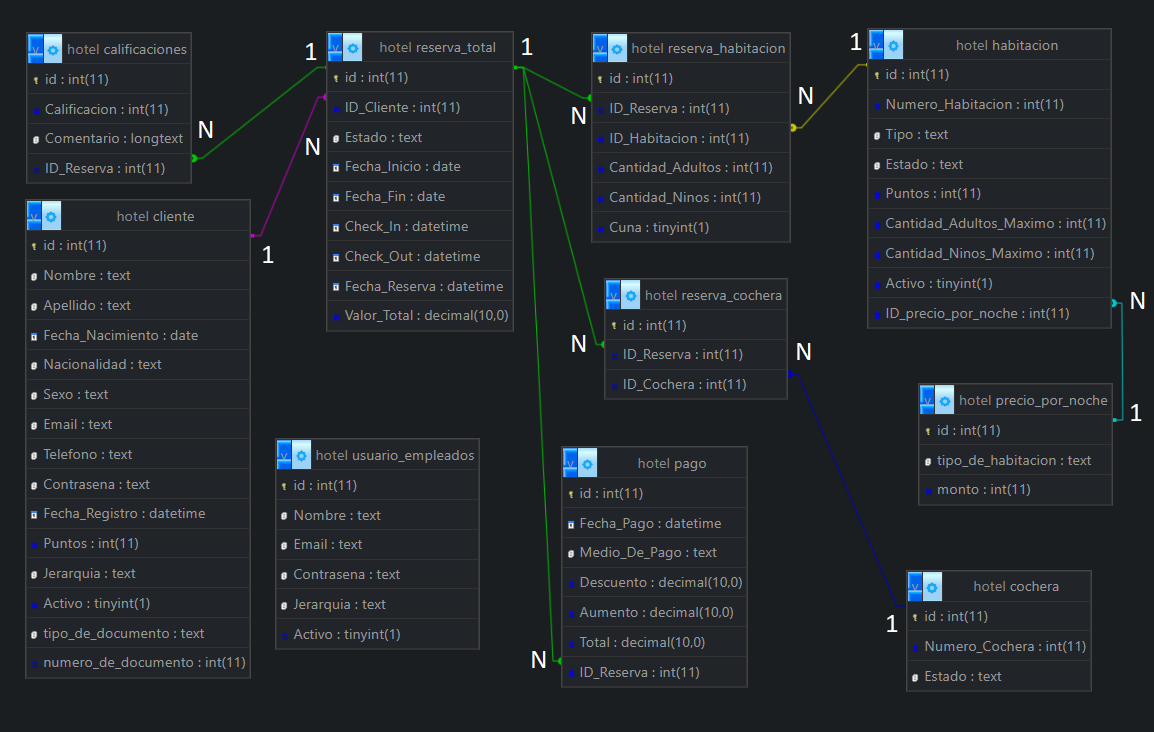 hotel calificaciones
id : int(11)
Calificacion : int(11)
Comentario : longtext
ID_Reserva : int(11)
N
1
hotel reserva_total
id : int(11)
ID_Cliente : int(11)
Estado : text
Fecha_Inicio : date
Fecha_Fin : date
Check_In : datetime
Check_Out : datetime
Fecha_Reserva : datetime
Valor_Total : decimal(10,0)
N
1
hotel reserva_habitacion
id : int(11)
ID_Reserva : int(11)
ID_Habitacion : int(11)
Cantidad_Adultos : int(11)
Cantidad_Ninos : int(11)
Cuna : tinyint(1)
N
N
1
hotel habitacion
id : int(11)
Numero_Habitacion : int(11)
Tipo : text
Estado : text
Puntos : int(11)
Cantidad_Adultos_Maximo : int(11)
Cantidad_Ninos_Maximo : int(11)
Activo : tinyint(1)
ID_precio_por_noche : int(11)
N
hotel cliente
id : int(11)
Nombre : text
Apellido : text
Fecha_Nacimiento : date
Nacionalidad : text
Sexo : text
Email : text
Telefono : text
Contrasena : text
Fecha_Registro : datetime
Puntos : int(11)
Jerarquia : text
Activo : tinyint(1)
tipo_de_documento : text
numero_de_documento : int(11)
1
hotel reserva_cochera
id : int(11)
ID_Reserva : int(11)
ID_Cochera : int(11)
N
N
hotel precio_por_noche
id : int(11)
tipo_de_habitacion : text
monto : int(11)
1
hotel usuario_empleados
id : int(11)
Nombre : text
Email : text
Contrasena : text
Jerarquia : text
Activo : tinyint(1)
hotel pago
id : int(11)
Fecha_Pago : datetime
Medio_De_Pago : text
Descuento : decimal(10,0)
Aumento : decimal(10,0)
Total : decimal(10,0)
ID_Reserva : int(11)
N
hotel cochera
id : int(11)
Numero_Cochera : int(11)
Estado : text
1